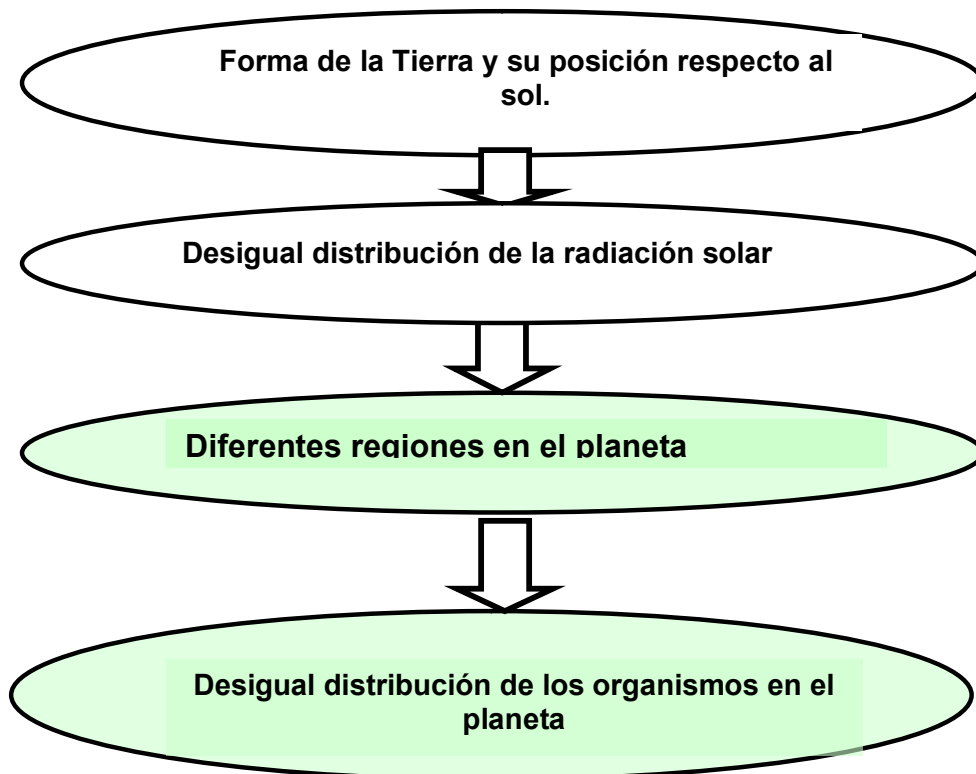 Forma de la Tierra y su posición respecto al
sol.
Desigual distribución de la radiación solar
Diferentes regiones en el planeta
Desigual distribución de los organismos en el
planeta